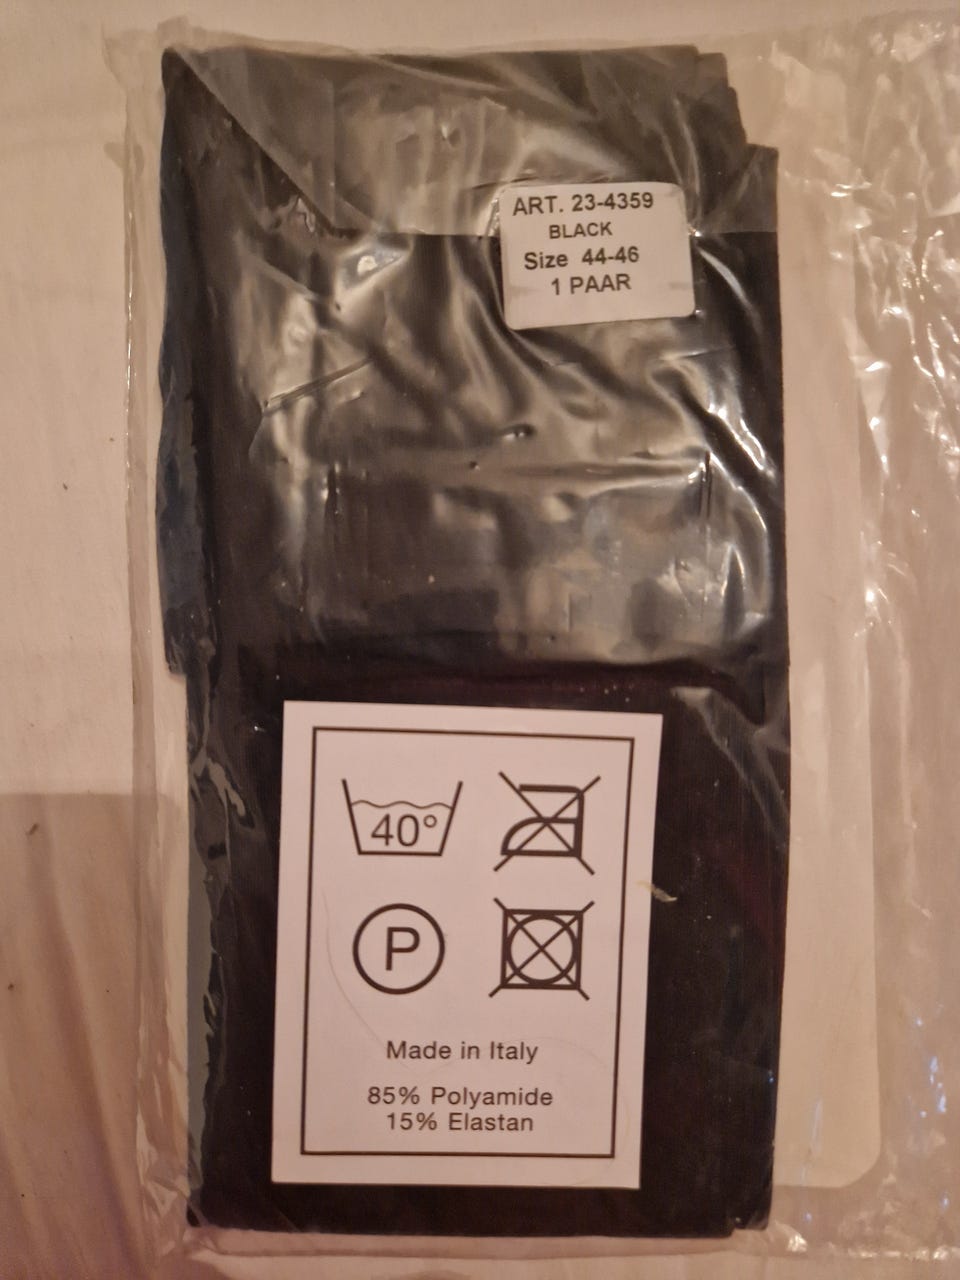 ART. 23-4359
BLACK
Size 44-46
1 PAAR
40°
P
Made in Italy
85% Polyamide
15% Elastan